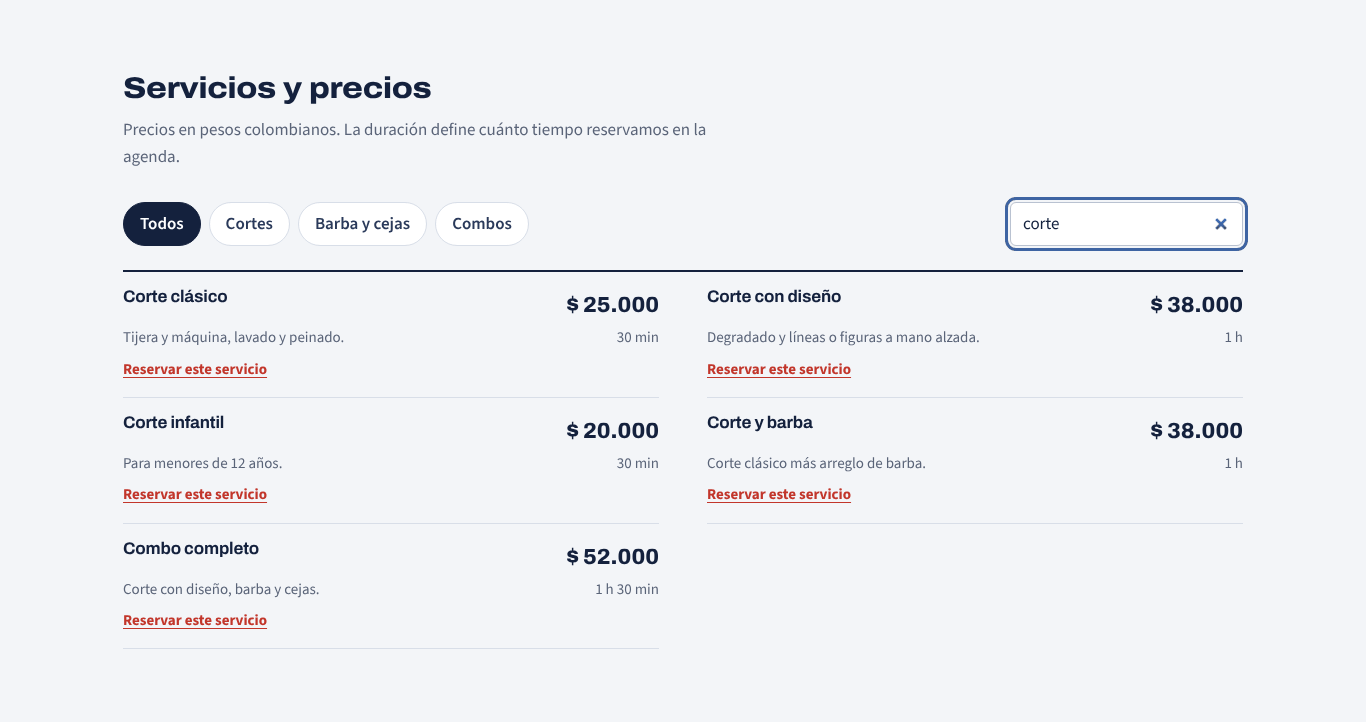 Servicios y precios
Precios en pesos colombianos. La duración define cuánto tiempo reservamos en la
agenda.
Todos
Cortes
Barba y cejas
Combos
corte
Corte clásico
$ 25.000
Tijera y máquina, lavado y peinado.
30 min
Reservar este servicio
Corte con diseño
$ 38.000
Degradado y líneas o figuras a mano alzada.
1 h
Reservar este servicio
Corte infantil
$ 20.000
Para menores de 12 años.
30 min
Reservar este servicio
Corte y barba
$ 38.000
Corte clásico más arreglo de barba.
1 h
Reservar este servicio
Combo completo
$ 52.000
Corte con diseño, barba y cejas.
1 h 30 min
Reservar este servicio